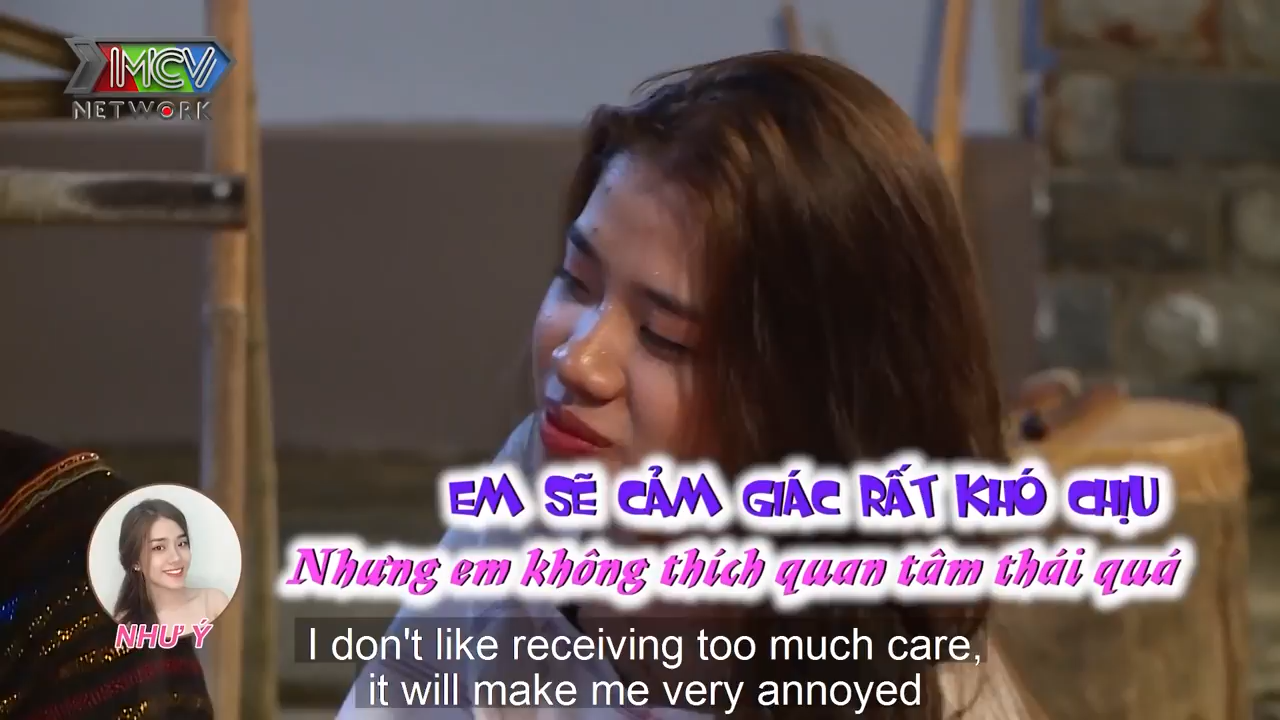 MCV
NETWORK
EM SẼ CẢM GIÁC RẤT KHÓ CHỊU
Nhưng em không thích quan tâm thái quá
NHƯ Ý
I don't like receiving too much care,
it will make me very annoyed